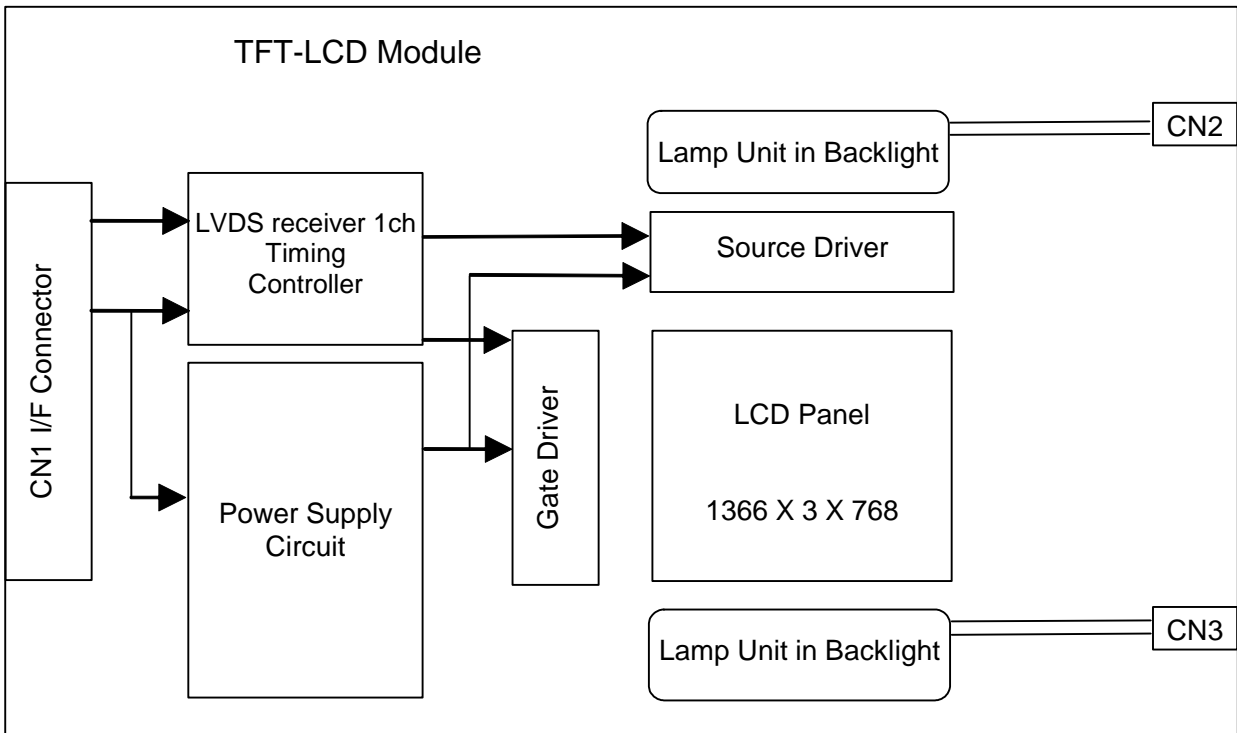 TFT-LCD Module
CN2
Lamp Unit in Backlight
LVDS receiver 1ch
Timing
Controller
Source Driver
CN1 I/F Connector
Gate Driver
LCD Panel
1366 X 3 X 768
Power Supply
Circuit
CN3
Lamp Unit in Backlight